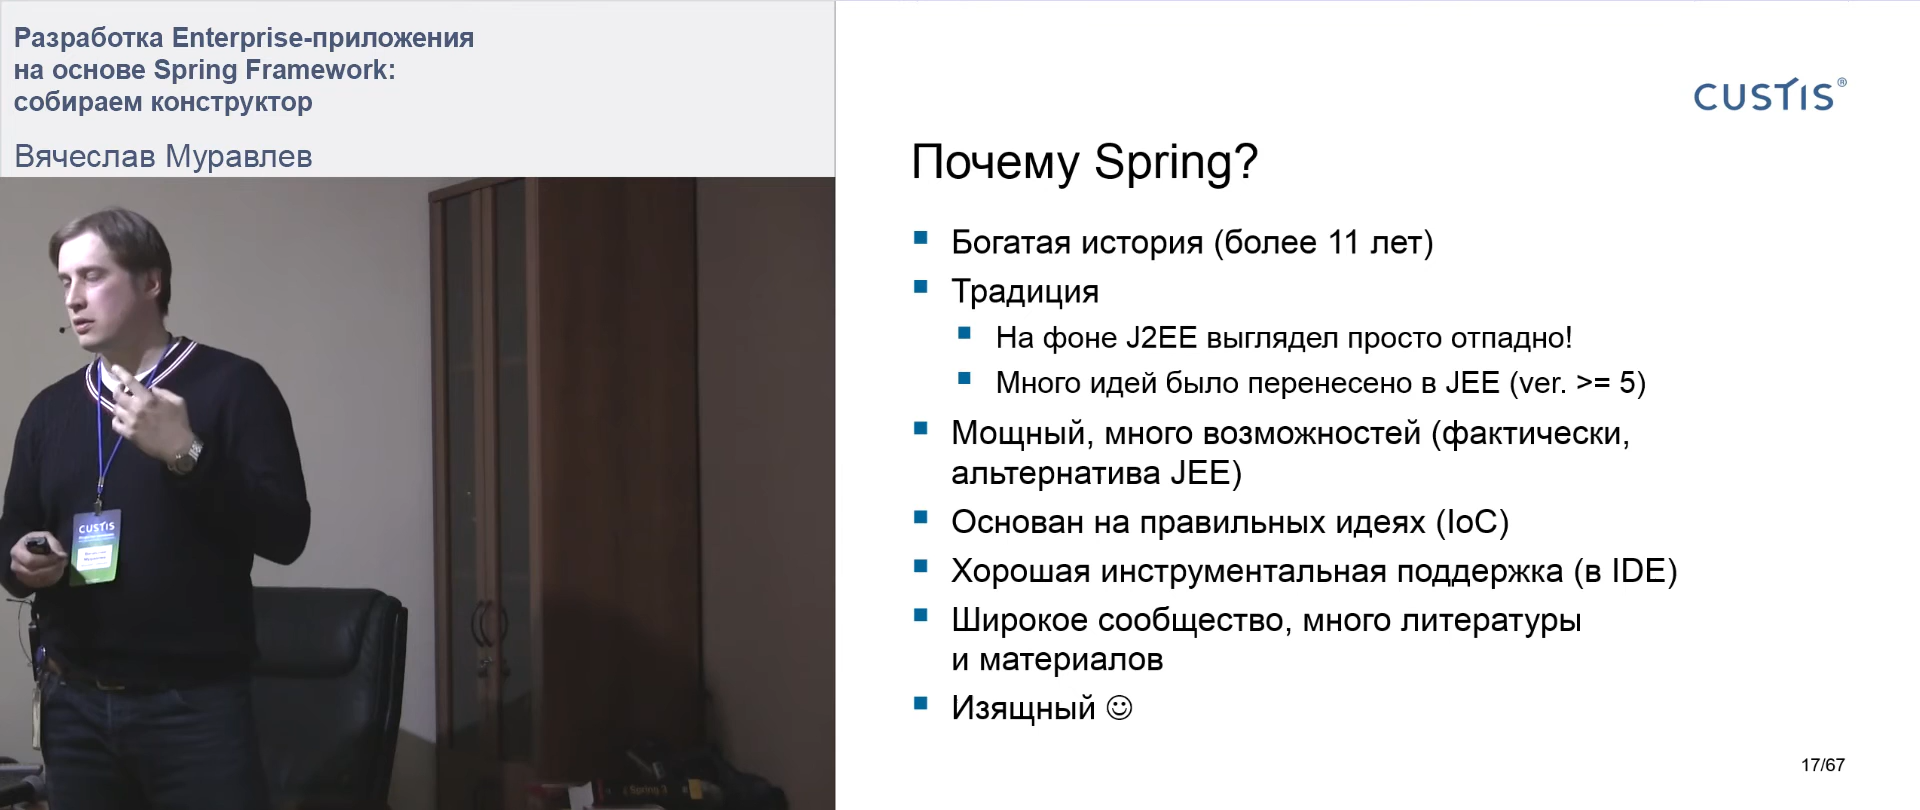 Разработка Enterprise-приложения
на основе Spring Framework:
собираем конструктор
Вячеслав Муравлев
CUSTIS
Spring 3
CUSTIS®
Почему Spring?
Богатая история (более 11 лет)
Традиция
На фоне J2EE выглядел просто отпадно!
Много идей было перенесено в JEE (ver. >= 5)
Мощный, много возможностей (фактически,
альтернатива JEE)
Основан на правильных идеях (IoC)
Хорошая инструментальная поддержка (в IDE)
Широкое сообщество, много литературы
и материалов
Изящный ☺
17/67